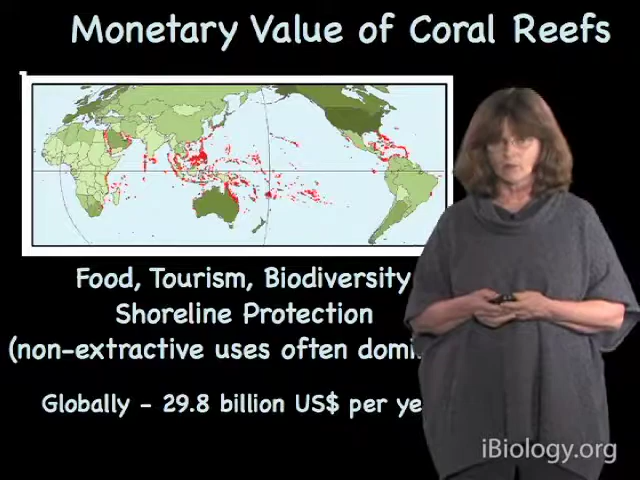 Monetary Value of Coral Reefs
Food, Tourism, Biodiversity
Shoreline Protection
(non-extractive uses often
Globally - 29.8 billion US$ per
iBiology.org